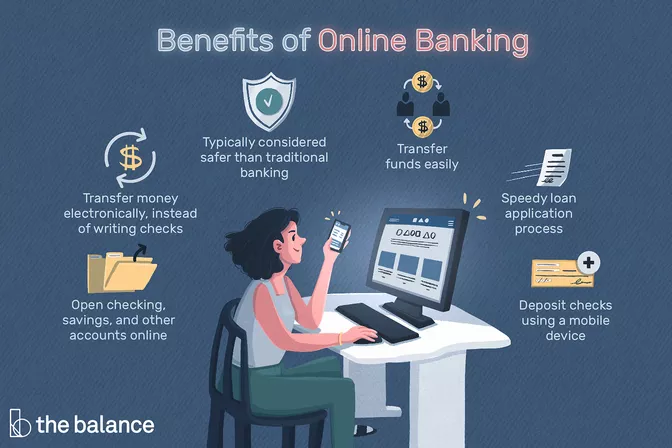 Benefits of Online Banking
Typically considered
safer than traditional
banking
Transfer
funds easily
Transfer money
electronically, instead
of writing checks
Speedy loan
application
process
Open checking,
savings, and other
accounts online
Deposit checks
using a mobile
device
the balance